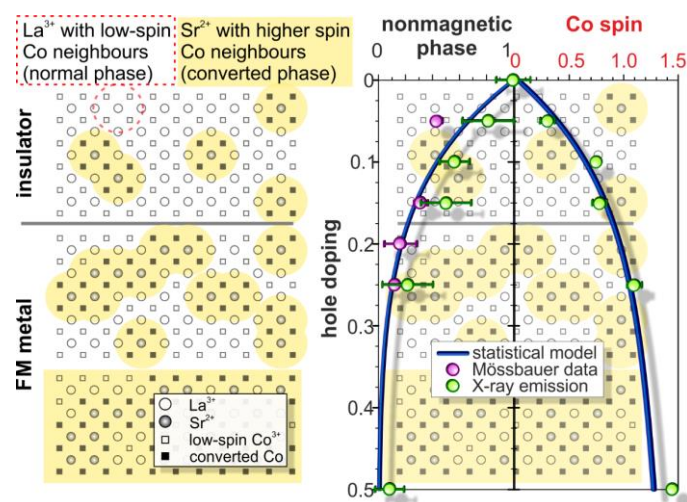 La³⁺ with low-spin
Co neighbours
(normal phase)
Sr²⁺ with higher spin
Co neighbours
(converted phase)
nonmagnetic
phase
Co spin
0
1
0
0.5
1.0
1.5
insulator
FM metal
hole doping
0
0.1
0.2
0.3
0.4
0.5
La³⁺
Sr²⁺
low-spin Co³⁺
converted Co
statistical model
Mössbauer data
X-ray emission